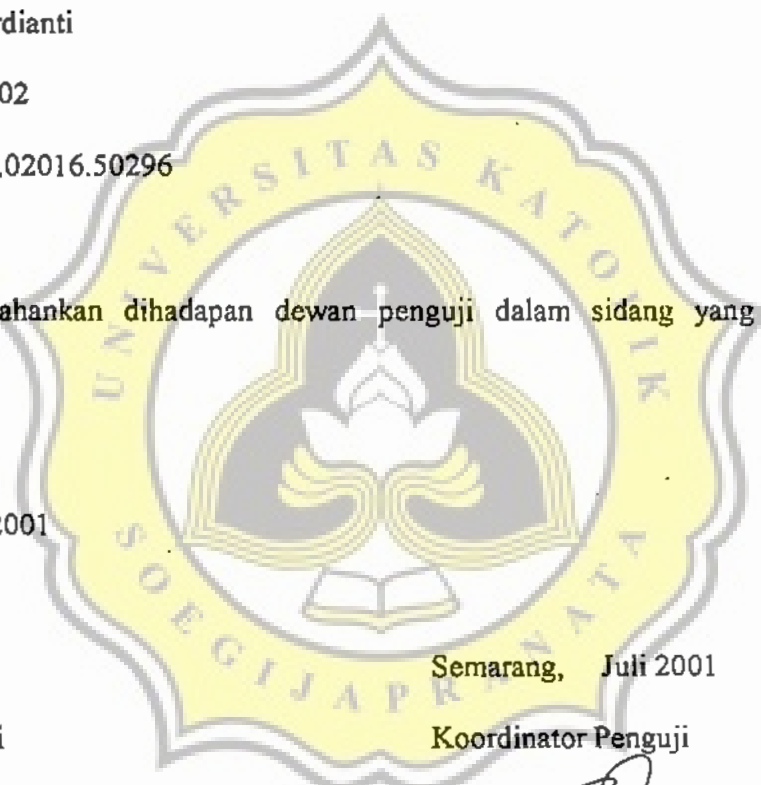 rdianti
02
.02016.50296
ahankan dihadapan dewan penguji dalam sidang yang
2001
Semarang, Juli 2001
i
Koordinator Penguji
UNIVERSITAS KATOLIK
SOEGIJAPRANATA